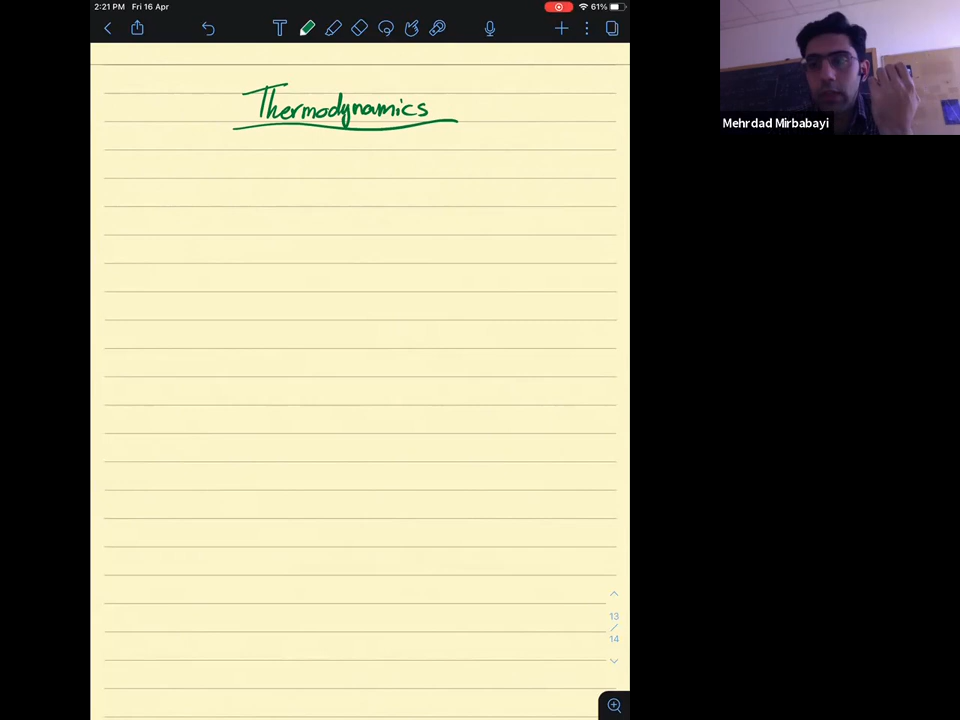 2:21 PM Fri 16 Apr 61%
T
Thermodynamics
Mehrdad Mirbabayi
13
/
14